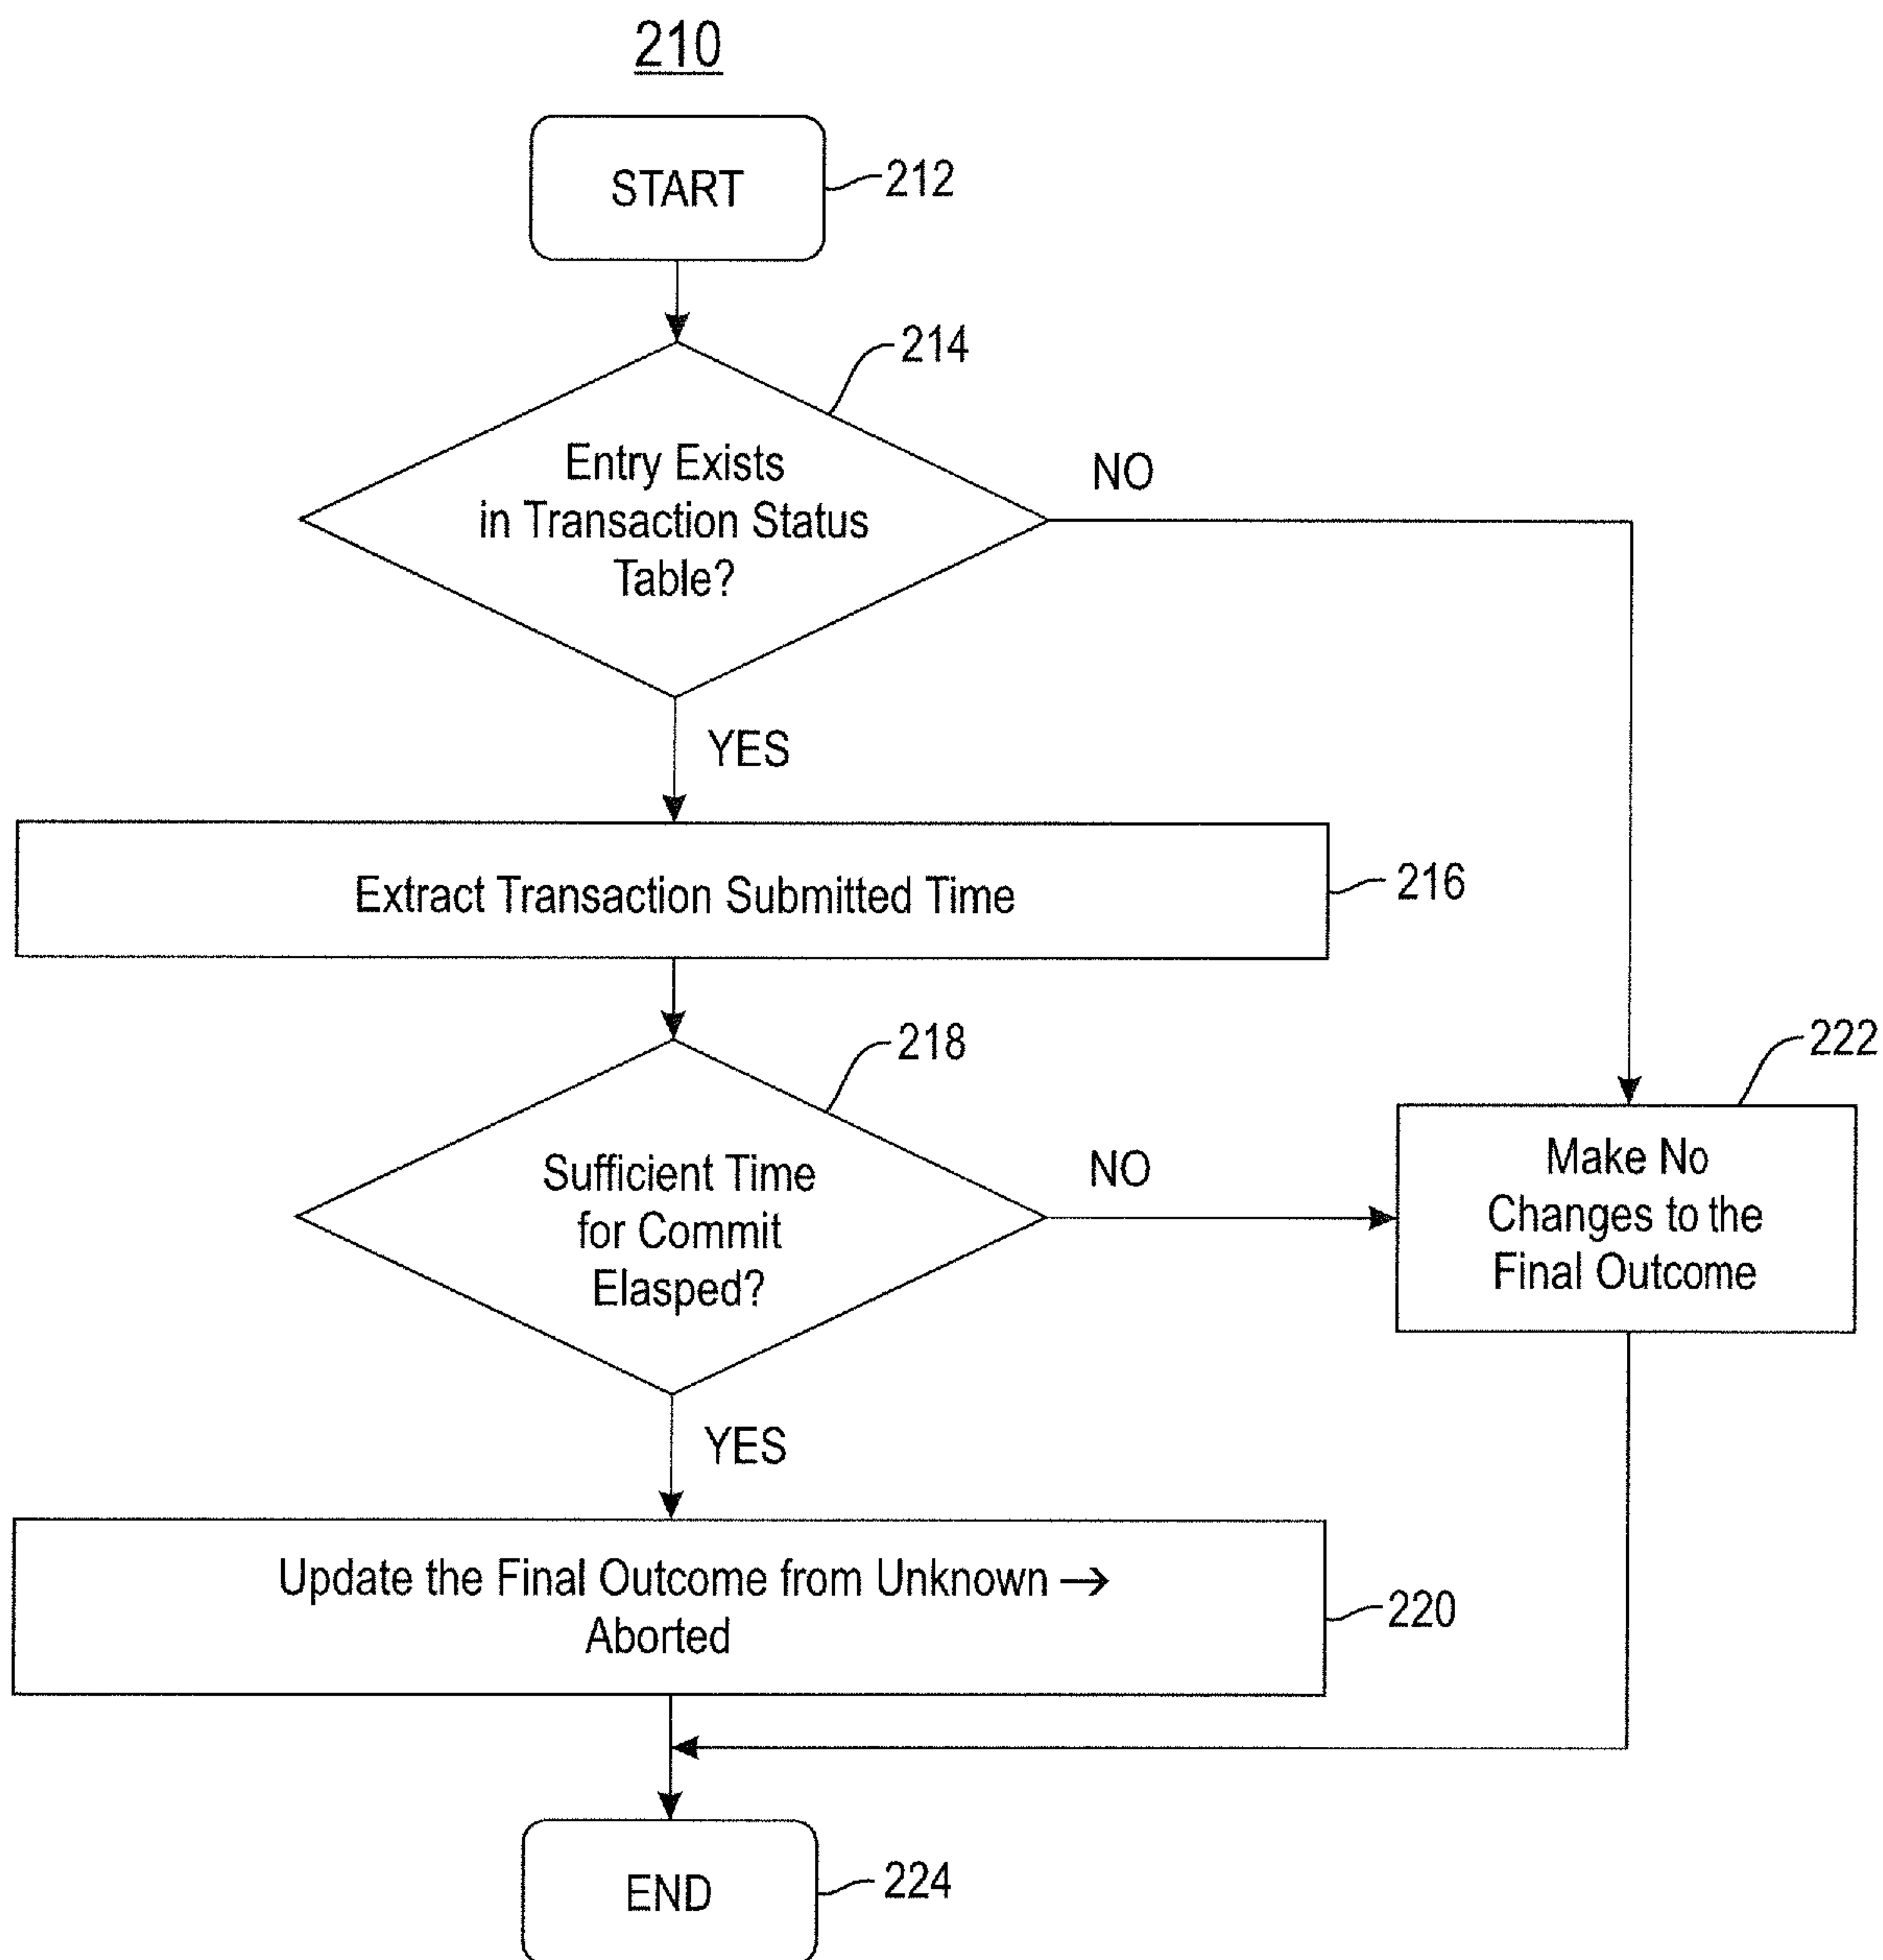 210
START
212
214
Entry Exists
in Transaction Status
Table?
NO
YES
Extract Transaction Submitted Time
216
218
Sufficient Time
for Commit
Elasped?
NO
222
Make No
Changes to the
Final Outcome
YES
Update the Final Outcome from Unknown →
Aborted
220
END
224